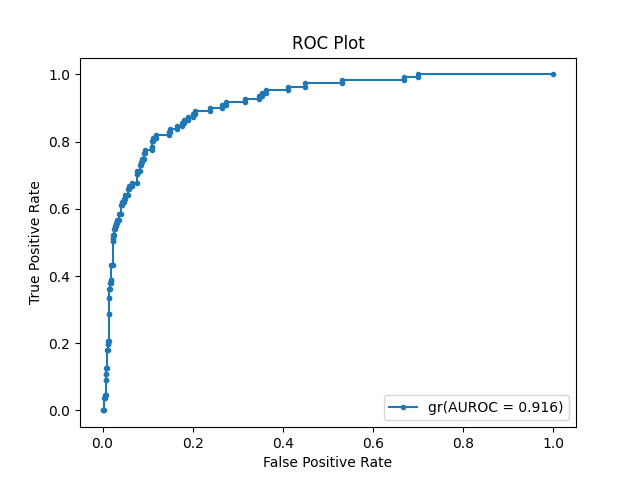 ROC Plot
True Positive Rate
1.0
0.8
0.6
0.4
0.2
0.0
gr(AUROC = 0.916)
0.0 0.2 0.4 0.6 0.8 1.0
False Positive Rate